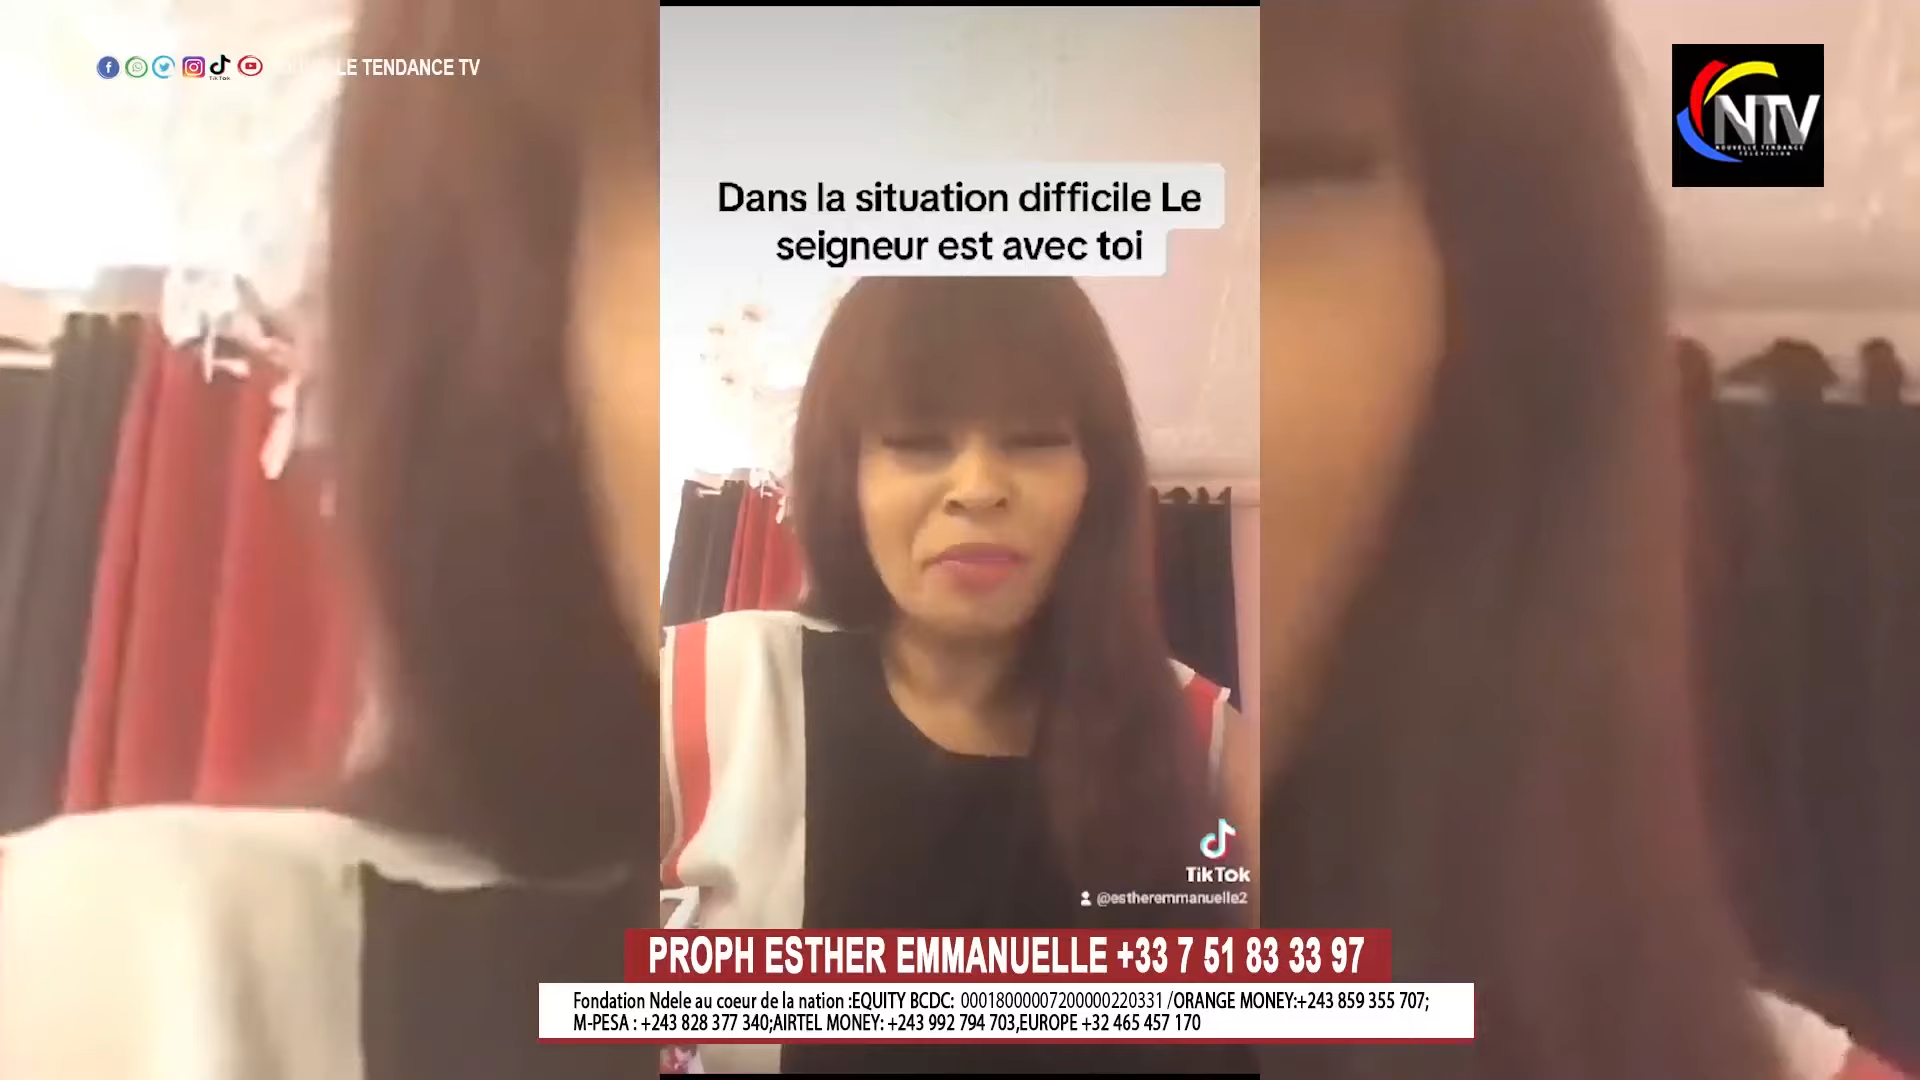 LE TENDANCE TV
NTV
NOUVELLE TENDANCE
TELEVISION
Dans la situation difficile Le
seigneur est avec toi
TikTok
TikTok
@estheremmanuelle2
PROPH ESTHER EMMANUELLE +33 7 51 83 33 97
Fondation Ndele au coeur de la nation :EQUITY BCDC: 00018000007200000220331 /ORANGE MONEY:+243 859 355 707;
M-PESA : +243 828 377 340;AIRTEL MONEY: +243 992 794 703,EUROPE +32 465 457 170